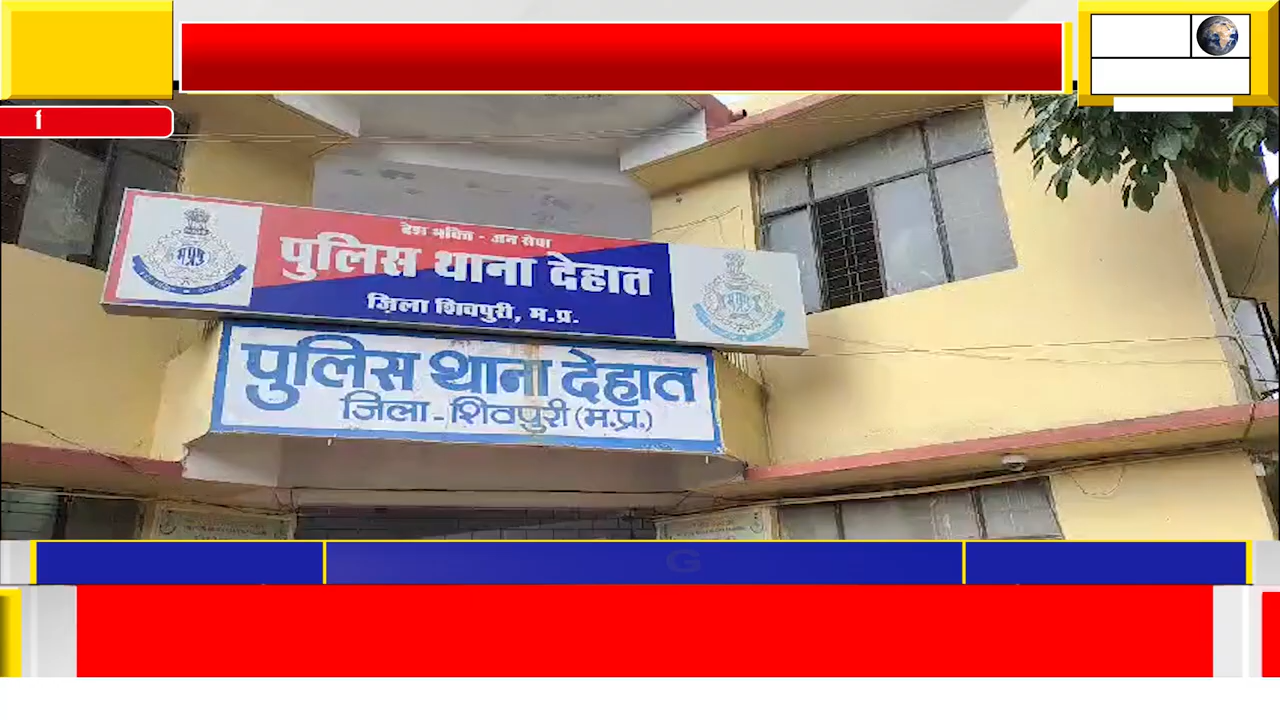 f
देश भक्ति - जन सेवा
पुलिस थाना देहात
जिला शिवपुरी, म.प्र.
पुलिस थाना देहात
जिला - शिवपुरी (म.प्र.)
G